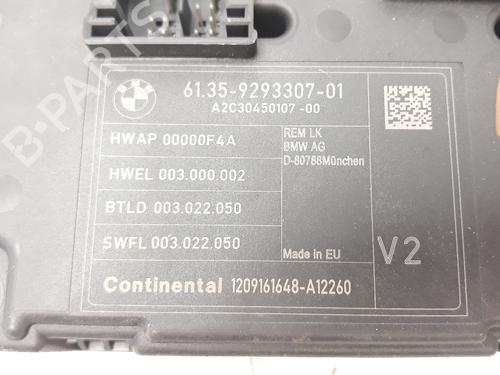 BMW
61.35-9293307-01
A2C30450107-00
HWAP 00000F4A
REM LK
BMW AG
D-80788München
HWEL 003.000.002
BTLD 003.022.050
SWFL 003.022.050
Made in EU
V2
Continental 1209161648-A12260
B-PARTS